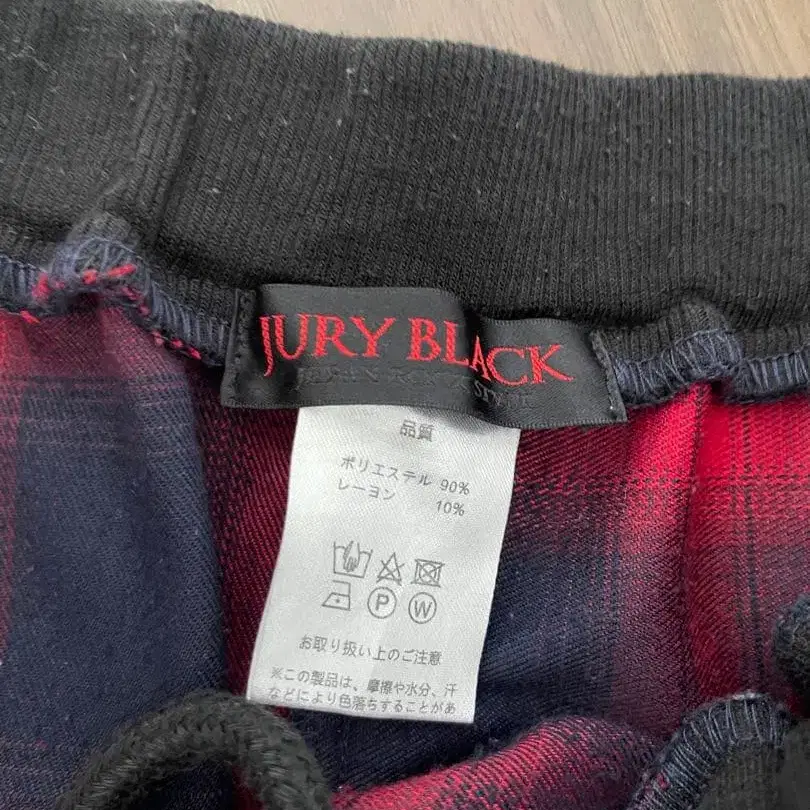 JURY BLACK
品質
ポリエステル 90%
レーヨン 10%
P W
お取り扱い上のご注意
※この製品は、摩擦や水分、汗
などにより色落ちすることがあ